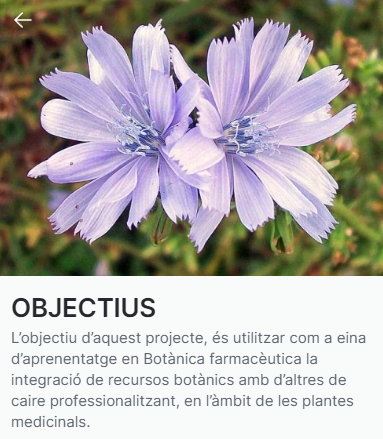 OBJECTIUS
L'objectiu d'aquest projecte, és utilitzar com a eina
d'aprenentatge en Botànica farmacèutica la
integració de recursos botànics amb d'altres de
caire professionalitzant, en l'àmbit de les plantes
medicinals.